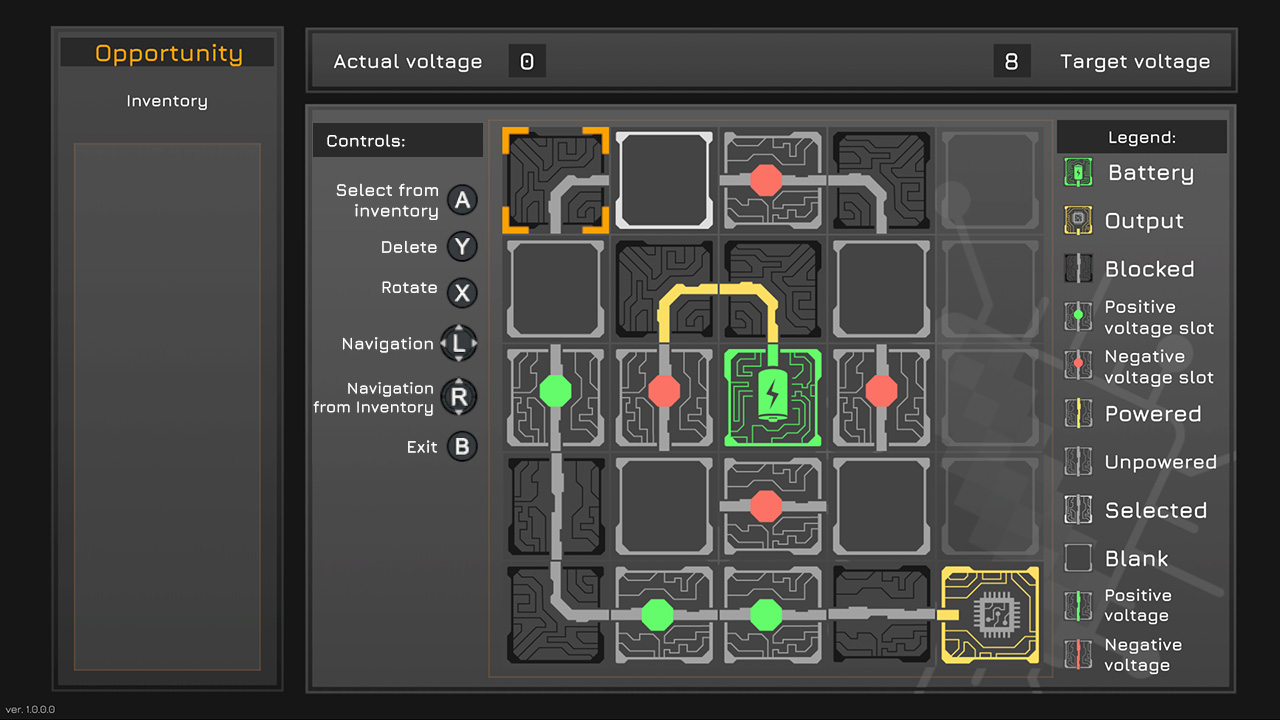 Opportunity
Inventory
Actual voltage 0
8 Target voltage
Controls:
Select from
inventory A
Delete Y
Rotate X
Navigation L
Navigation
from Inventory R
Exit B
Legend:
Battery
Output
Blocked
Positive
voltage slot
Negative
voltage slot
Powered
Unpowered
Selected
Blank
Positive
voltage
Negative
voltage
ver. 1.0.0.0